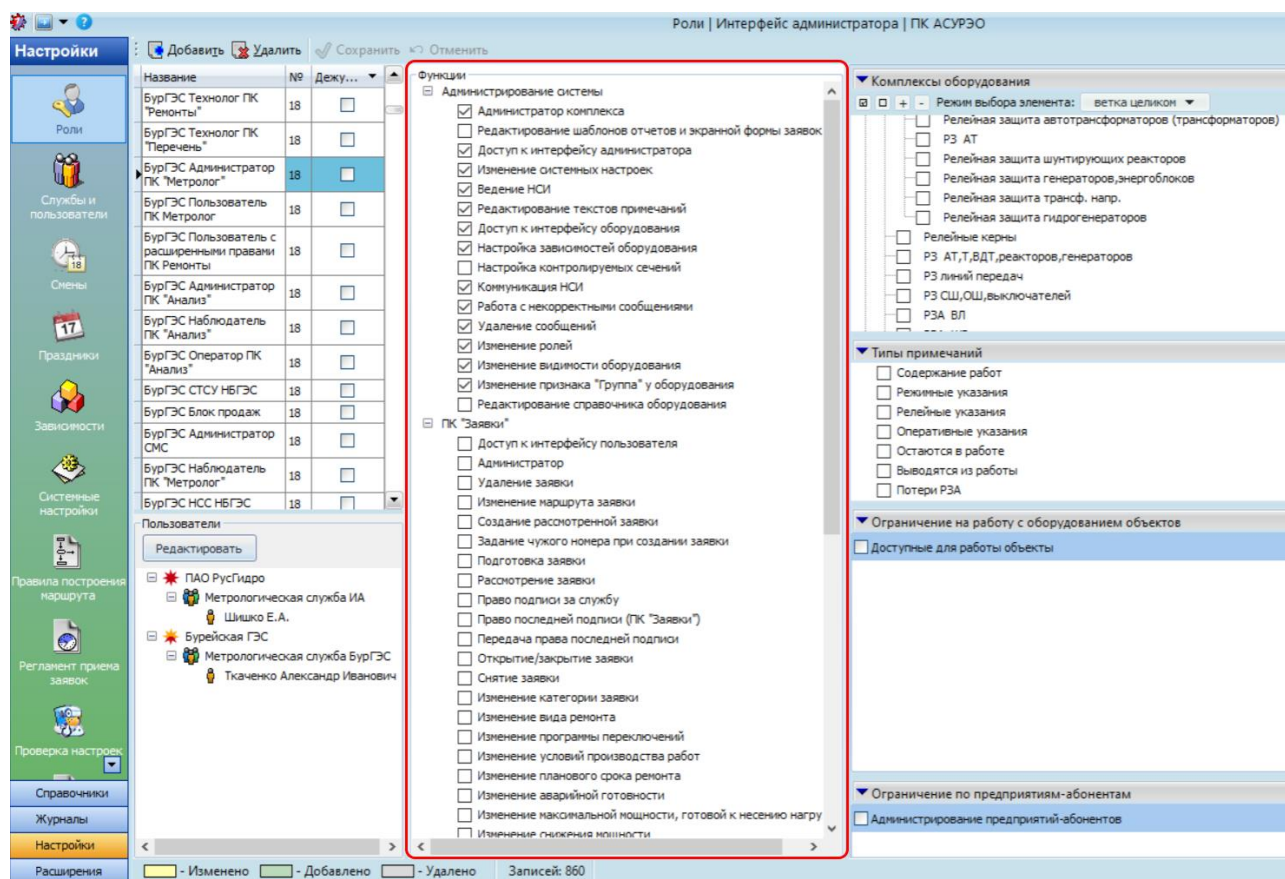 Роли | Интерфейс администратора | ПК АСУРЭО
Настройки
Добавить
Удалить
Сохранить
Отменить
Роли
Службы и
пользователи
18
Смены
17
Праздники
Зависимости
Системные
настройки
Правила построения
маршрута
Регламент приема
заявок
Проверка настроек
Справочники
Журналы
Настройки
Расширения
Название № Дежу...
БурГЭС Технолог ПК
"Ремонты" 18
БурГЭС Технолог ПК
"Перечень" 18
БурГЭС Администратор
ПК "Метролог" 18
БурГЭС Пользователь
ПК Метролог 18
БурГЭС Пользователь с
расширенными правами
ПК Ремонты 18
БурГЭС Администратор
ПК "Анализ" 18
БурГЭС Наблюдатель
ПК "Анализ" 18
БурГЭС Оператор ПК
"Анализ" 18
БурГЭС СТСУ НБГЭС 18
БурГЭС Блок продаж 18
БурГЭС Администратор
СМС 18
БурГЭС Наблюдатель
ПК "Метролог" 18
БурГЭС НСС НБГЭС 18
Пользователи
Редактировать
ПАО РусГидро
Метрологическая служба ИА
Шишко Е.А.
Бурейская ГЭС
Метрологическая служба БурГЭС
Ткаченко Александр Иванович
Функции
Администрирование системы
Администратор комплекса
Редактирование шаблонов отчетов и экранной формы заявок
Доступ к интерфейсу администратора
Изменение системных настроек
Ведение НСИ
Редактирование текстов примечаний
Доступ к интерфейсу оборудования
Настройка зависимостей оборудования
Настройка контролируемых сечений
Коммуникация НСИ
Работа с некорректными сообщениями
Удаление сообщений
Изменение ролей
Изменение видимости оборудования
Изменение признака "Группа" у оборудования
Редактирование справочника оборудования
ПК "Заявки"
Доступ к интерфейсу пользователя
Администратор
Удаление заявки
Изменение маршрута заявки
Создание рассмотренной заявки
Задание чужого номера при создании заявки
Подготовка заявки
Рассмотрение заявки
Право подписи за службу
Право последней подписи (ПК "Заявки")
Передача права последней подписи
Открытие/закрытие заявки
Снятие заявки
Изменение категории заявки
Изменение вида ремонта
Изменение программы переключений
Изменение условий производства работ
Изменение планового срока ремонта
Изменение аварийной готовности
Изменение максимальной мощности, готовой к несению нагру
Изменение снижения мощности
Комплексы оборудования
Режим выбора элемента: ветка целиком
Релейная защита автотрансформаторов (трансформаторов)
РЗ АТ
Релейная защита шунтирующих реакторов
Релейная защита генераторов,энергоблоков
Релейная защита трансф. напр.
Релейная защита гидрогенераторов
Релейные керны
РЗ АТ,Т,ВДТ,реакторов,генераторов
РЗ линий передач
РЗ СШ,ОШ,выключателей
РЗА ВЛ
Типы примечаний
Содержание работ
Режимные указания
Релейные указания
Оперативные указания
Остаются в работе
Выводятся из работы
Потери РЗА
Ограничение на работу с оборудованием объектов
Доступные для работы объекты
Ограничение по предприятиям-абонентам
Администрирование предприятий-абонентов
- Изменено - Добавлено - Удалено Записей: 860